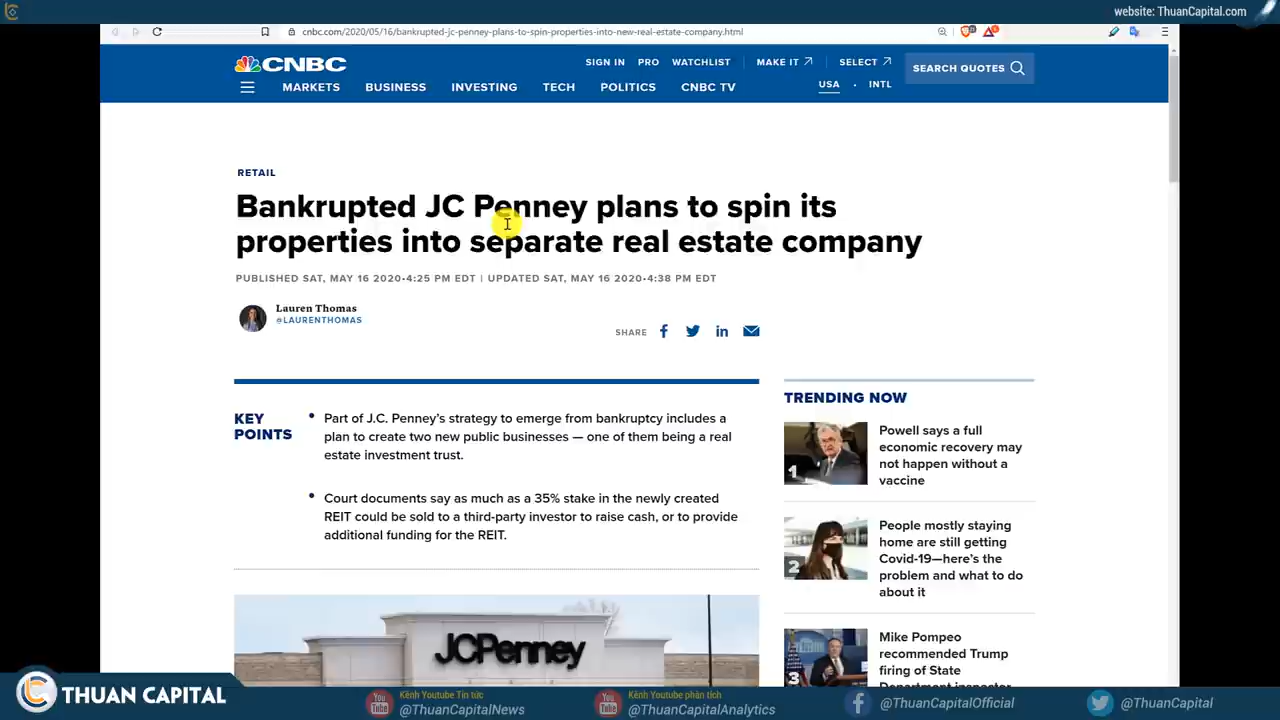 website: ThuanCapital.com
cnbc.com/2020/05/16/bankrupted-jc-penney-plans-to-spin-properties-into-new-real-estate-company.html
CNBC
SIGN IN PRO WATCHLIST MAKE IT SELECT
USA · INTL
SEARCH QUOTES
MARKETS BUSINESS INVESTING TECH POLITICS CNBC TV
RETAIL
Bankrupted JC Penney plans to spin its
properties into separate real estate company
PUBLISHED SAT, MAY 16 2020•4:25 PM EDT | UPDATED SAT, MAY 16 2020•4:38 PM EDT
Lauren Thomas
@LAURENTHOMAS
SHARE
KEY
POINTS
• Part of J.C. Penney’s strategy to emerge from bankruptcy includes a
plan to create two new public businesses — one of them being a real
estate investment trust.
• Court documents say as much as a 35% stake in the newly created
REIT could be sold to a third-party investor to raise cash, or to provide
additional funding for the REIT.
JCPenney
TRENDING NOW
1
Powell says a full
economic recovery may
not happen without a
vaccine
2
People mostly staying
home are still getting
Covid-19—here’s the
problem and what to do
about it
3
Mike Pompeo
recommended Trump
firing of State
Department inspector
THUAN CAPITAL
Kênh Youtube Tin tức
@ThuanCapitalNews
Kênh Youtube phân tích
@ThuanCapitalAnalytics
@ThuanCapitalOfficial
@ThuanCapital